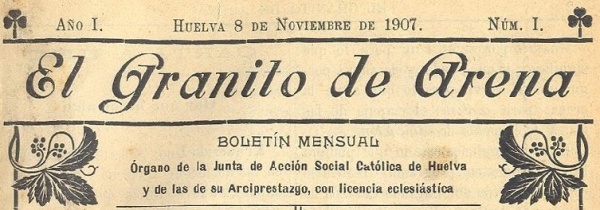 Año I. Huelva 8 de Noviembre de 1907. Núm. I.
El Granito de Arena
BOLETÍN MENSUAL
Órgano de la Junta de Acción Social Católica de Huelva
y de las de su Arciprestazgo, con licencia eclesiástica